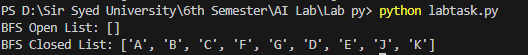 PS D:\Sir Syed University\6th Semester\AI Lab\Lab py> python labtask.py
BFS Open List: []
BFS Closed List: ['A', 'B', 'C', 'F', 'G', 'D', 'E', 'J', 'K']